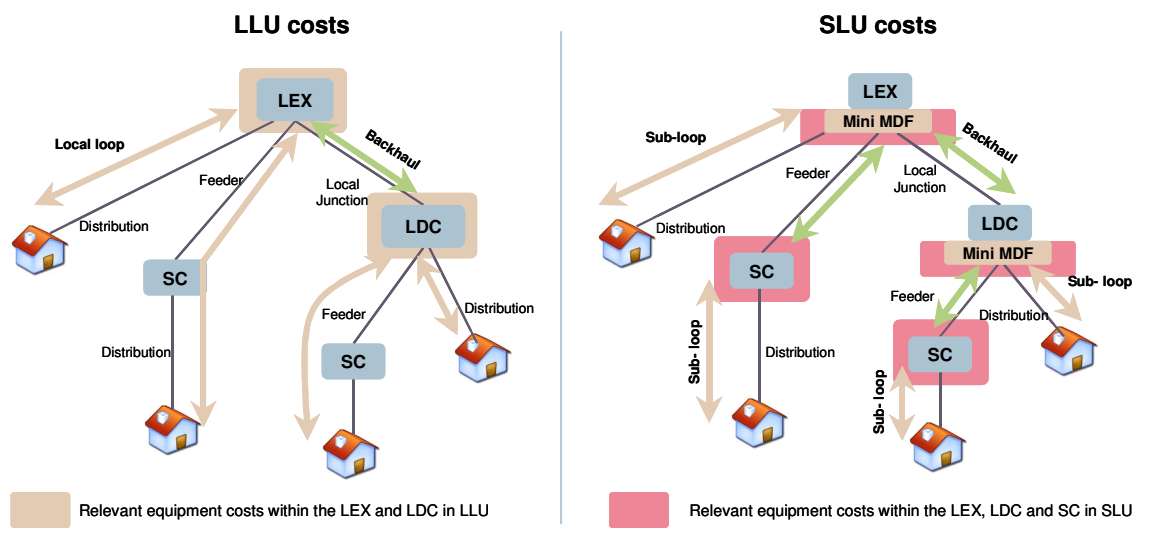 LLU costs
LEX
Local loop
Backhaul
Feeder
Local
Junction
Distribution
LDC
SC
Feeder
Distribution
Distribution
SC
Relevant equipment costs within the LEX and LDC in LLU
SLU costs
LEX
Mini MDF
Sub-loop
Backhaul
Feeder
Local
Junction
Distribution
LDC
Mini MDF
SC
Sub- loop
Feeder
Distribution
Sub- loop
Distribution
SC
Sub- loop
Relevant equipment costs within the LEX, LDC and SC in SLU